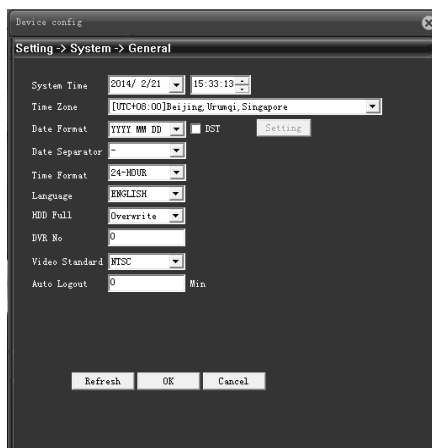 Device config
Setting -> System -> General
System Time 2014/ 2/21 15:33:13
Time Zone [UTC+08:00]Beijing,Urumqi,Singapore
Date Format YYYY MM DD DST Setting
Date Separator -
Time Format 24-HOUR
Language ENGLISH
HDD Full Overwrite
DVR No 0
Video Standard NTSC
Auto Logout 0 Min
Refresh OK Cancel